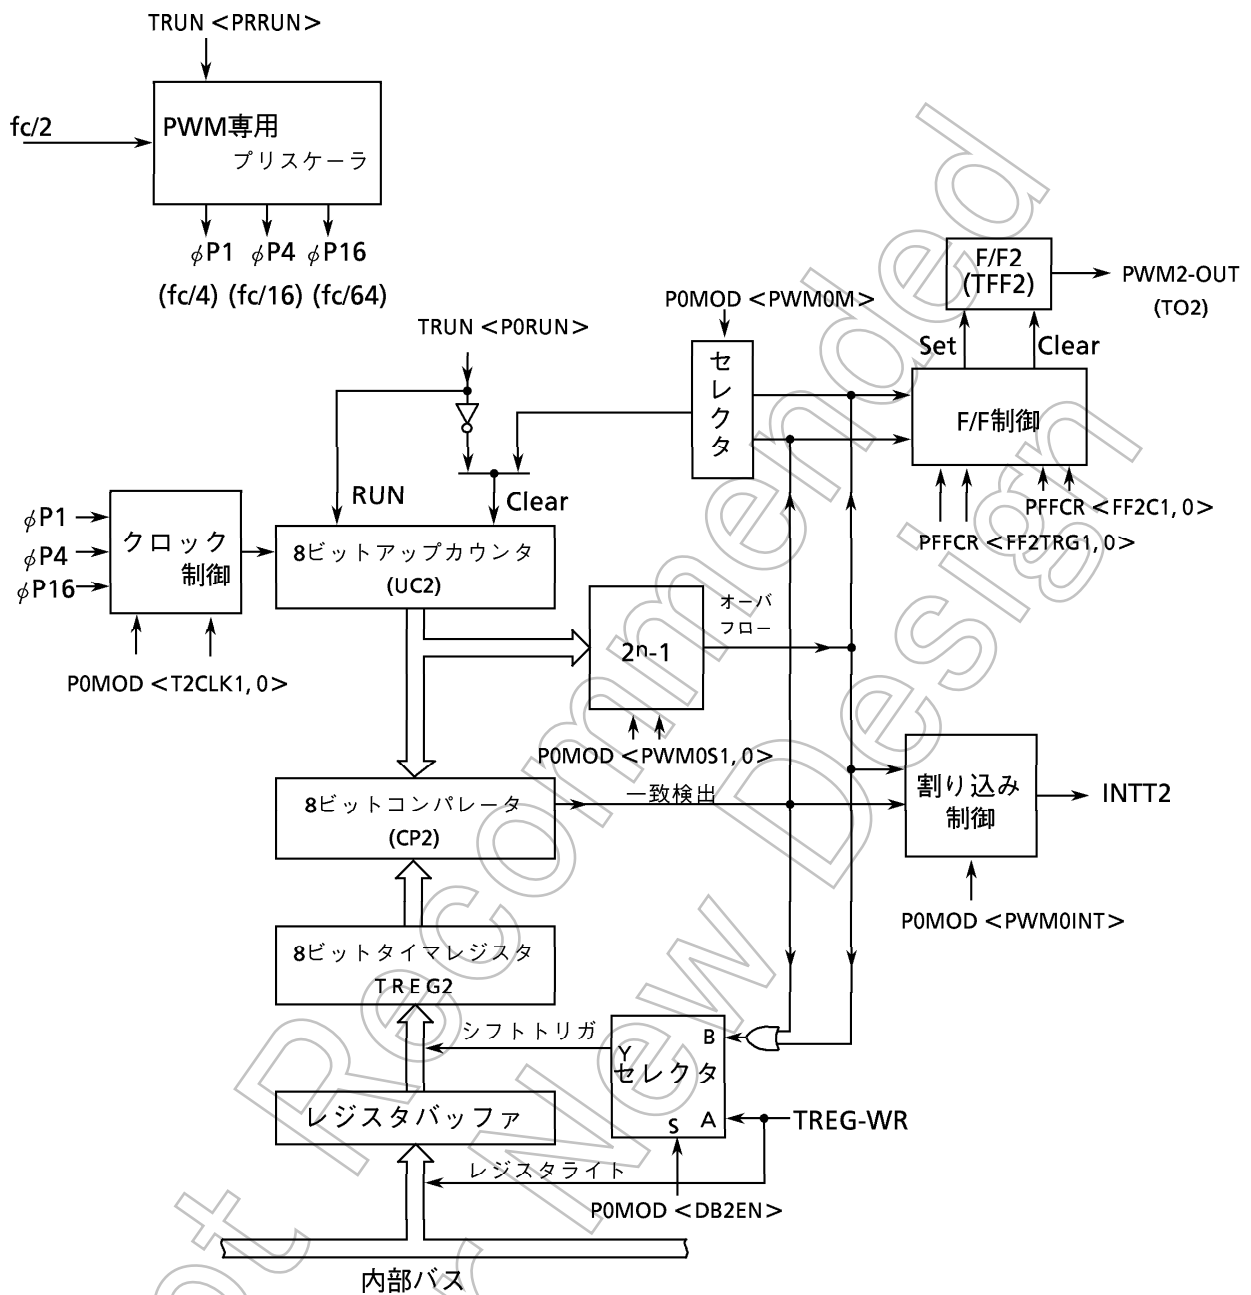 TRUN <PRRUN>
fc/2
PWM専用
プリスケーラ
φP1 φP4 φP16
(fc/4) (fc/16) (fc/64)
F/F2
(TFF2)
PWM2-OUT
(TO2)
P0MOD <PWM0M>
TRUN <P0RUN>
Set
Clear
セレクタ
F/F制御
RUN
Clear
PFFCR <FF2C1, 0>
PFFCR <FF2TRG1, 0>
φP1
φP4
φP16
クロック
制御
8ビットアップカウンタ
(UC2)
オーバ
フロー
2n-1
P0MOD <T2CLK1, 0>
P0MOD <PWM0S1, 0>
8ビットコンパレータ
(CP2)
一致検出
割り込み
制御
INTT2
P0MOD <PWM0INT>
8ビットタイマレジスタ
TREG2
シフトトリガ
B
Y
セレクタ
A
S
TREG-WR
レジスタバッファ
レジスタライト
P0MOD <DB2EN>
内部バス
Not Recommended
for New Design